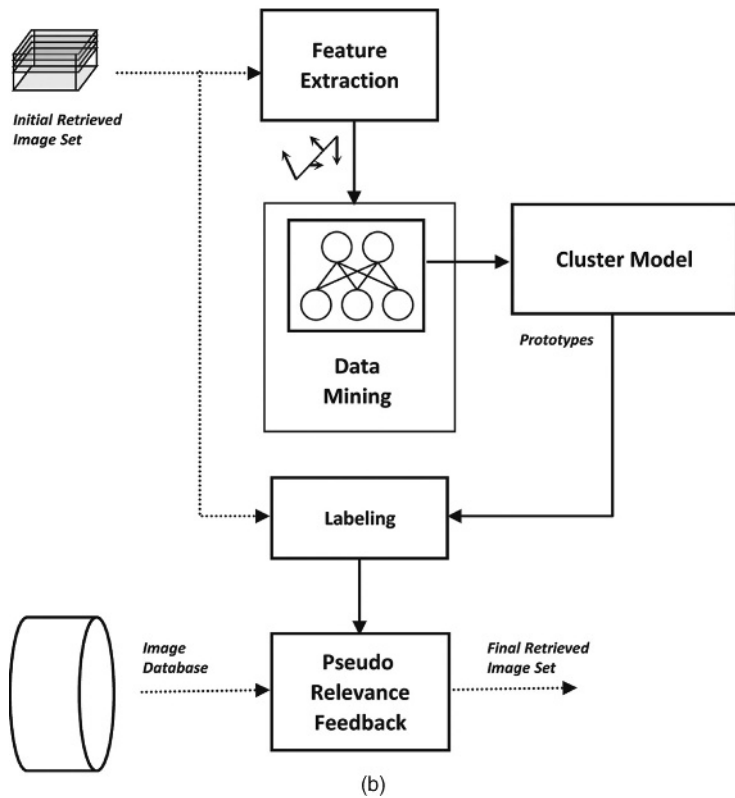 Feature
Extraction
Initial Retrieved
Image Set
Cluster Model
Data
Mining
Prototypes
Labeling
Image
Database
Pseudo
Relevance
Feedback
Final Retrieved
Image Set
(b)